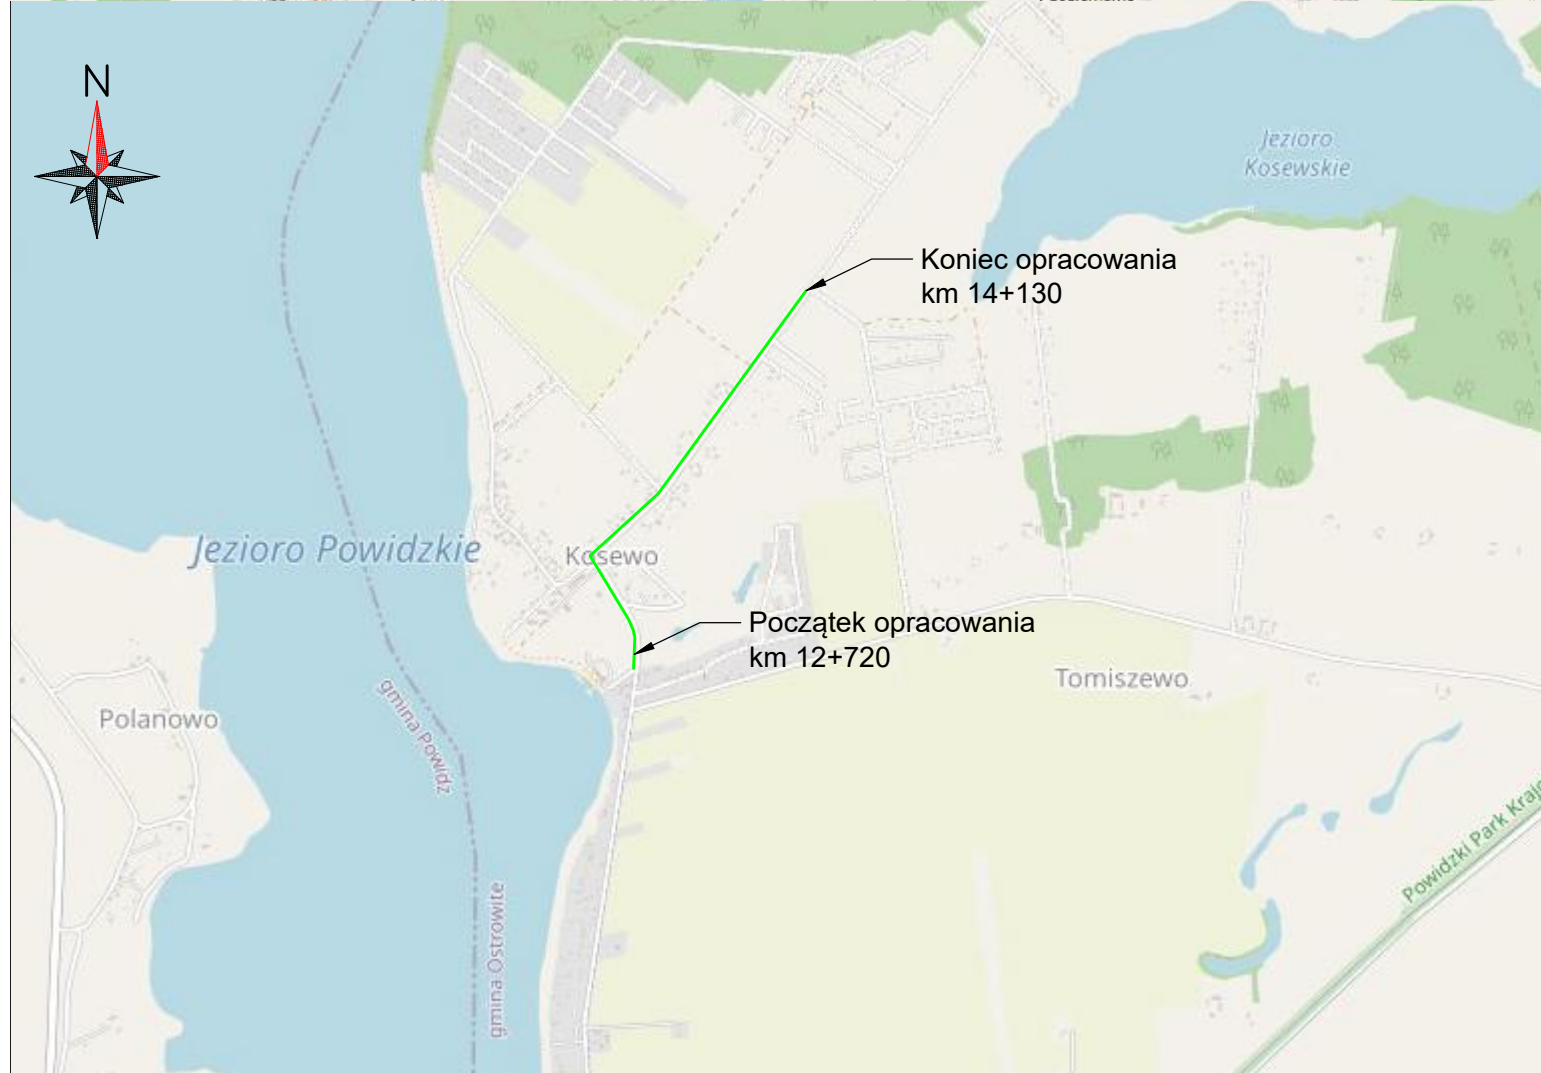 N
Jezioro
Kosewskie
Koniec opracowania
km 14+130
Jezioro Powidzkie
Kosewo
Początek opracowania
km 12+720
Tomiszewo
Polanowo
gmina Powidz
gmina Ostrowite
Powidzki Park Krajo